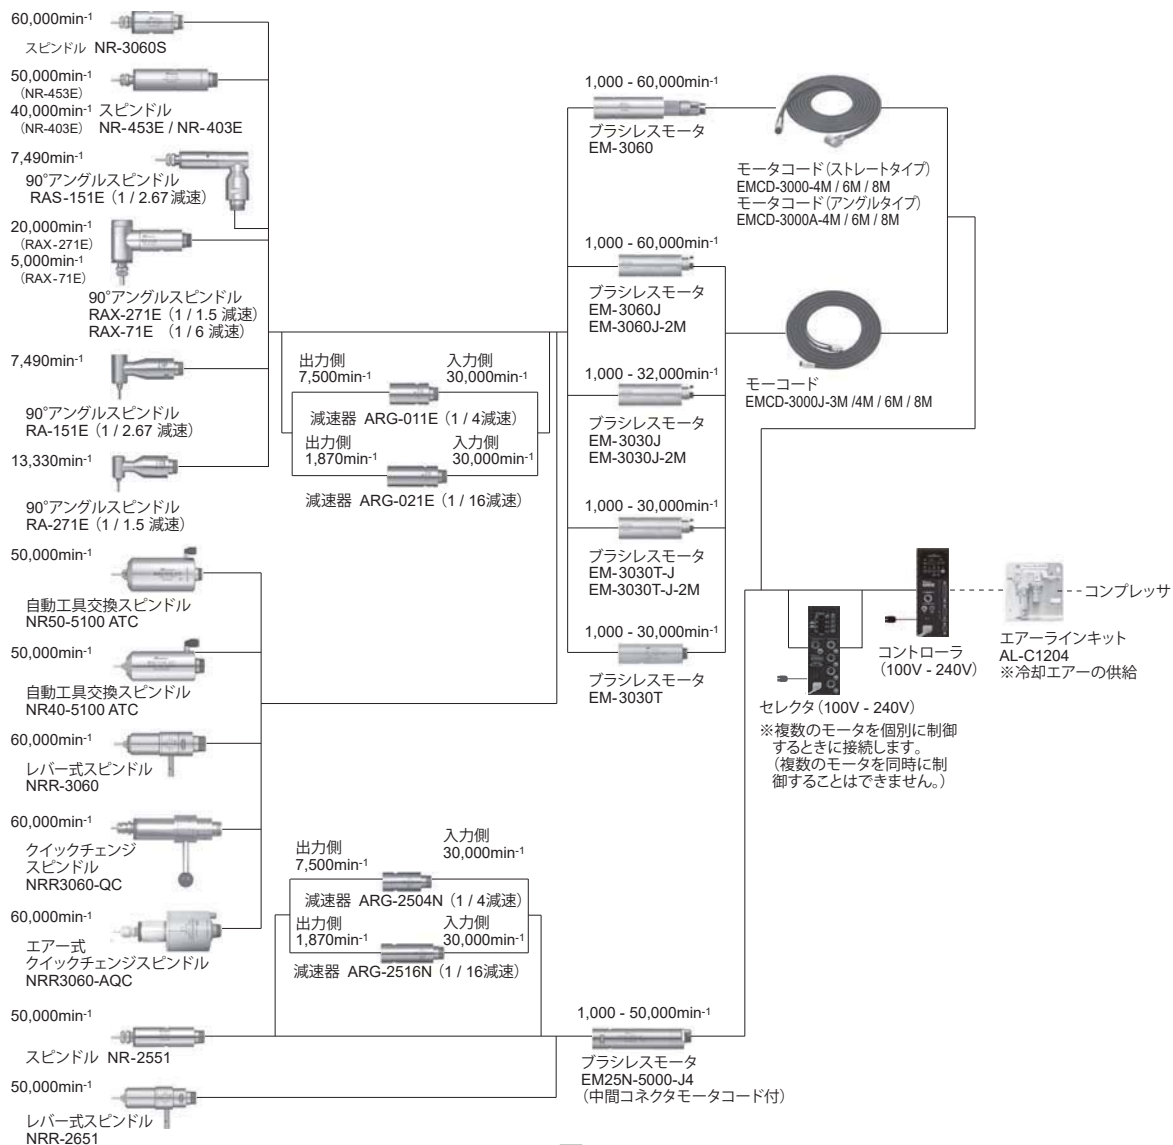 60,000min-1
スピンドル NR-3060S
50,000min-1
(NR-453E)
40,000min-1 スピンドル
(NR-403E) NR-453E / NR-403E
7,490min-1
90°アングルスピンドル
RAS-151E (1 / 2.67 減速)
20,000min-1
(RAX-271E)
5,000min-1
(RAX-71E)
90°アングルスピンドル
RAX-271E (1 / 1.5 減速)
RAX-71E (1 / 6 減速)
7,490min-1
90°アングルスピンドル
RA-151E (1 / 2.67 減速)
13,330min-1
90°アングルスピンドル
RA-271E (1 / 1.5 減速)
50,000min-1
自動工具交換スピンドル
NR50-5100 ATC
50,000min-1
自動工具交換スピンドル
NR40-5100 ATC
60,000min-1
レバー式スピンドル
NRR-3060
60,000min-1
クイックチェンジ
スピンドル
NRR3060-QC
60,000min-1
エアー式
クイックチェンジスピンドル
NRR3060-AQC
50,000min-1
スピンドル NR-2551
50,000min-1
レバー式スピンドル
NRR-2651
出力側 入力側
7,500min-1 30,000min-1
減速器 ARG-011E (1 / 4減速)
出力側 入力側
1,870min-1 30,000min-1
減速器 ARG-021E (1 / 16減速)
出力側 入力側
7,500min-1 30,000min-1
減速器 ARG-2504N (1 / 4減速)
出力側 入力側
1,870min-1 30,000min-1
減速器 ARG-2516N (1 / 16減速)
1,000 - 60,000min-1
ブラシレスモータ
EM-3060
1,000 - 60,000min-1
ブラシレスモータ
EM-3060J
EM-3060J-2M
1,000 - 32,000min-1
ブラシレスモータ
EM-3030J
EM-3030J-2M
1,000 - 30,000min-1
ブラシレスモータ
EM-3030T-J
EM-3030T-J-2M
1,000 - 30,000min-1
ブラシレスモータ
EM-3030T
1,000 - 50,000min-1
ブラシレスモータ
EM25N-5000-J4
(中間コネクタモータコード付)
モータコード(ストレートタイプ)
EMCD-3000-4M / 6M / 8M
モータコード(アングルタイプ)
EMCD-3000A-4M / 6M / 8M
モーコード
EMCD-3000J-3M /4M / 6M / 8M
セレクタ(100V - 240V)
※複数のモータを個別に制御
するときに接続します。
(複数のモータを同時に制
御することはできません。)
コントローラ
(100V - 240V)
エアーラインキット
AL-C1204
※冷却エアーの供給
コンプレッサ